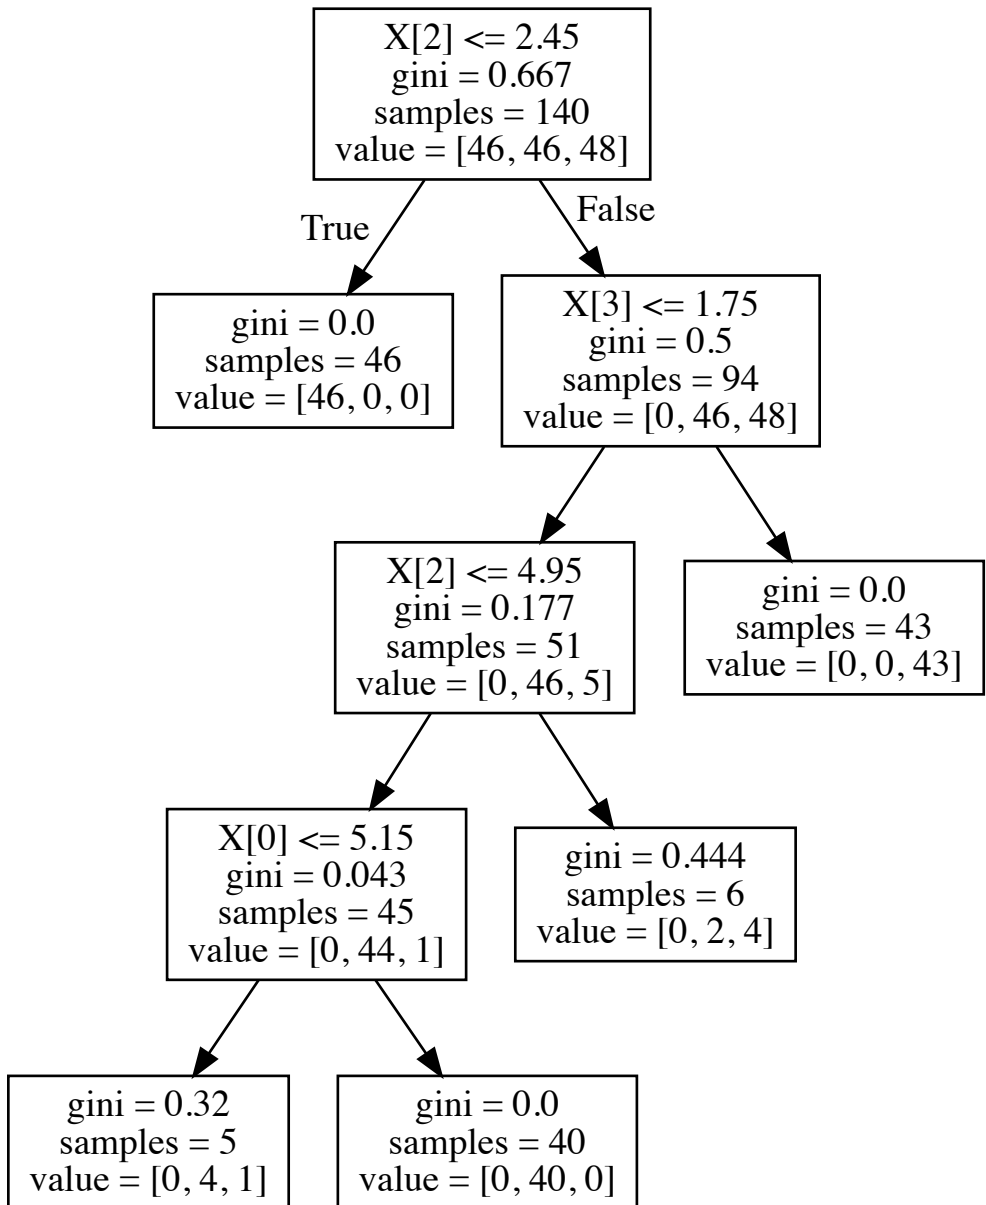 X[2] <= 2.45
gini = 0.667
samples = 140
value = [46, 46, 48]
True
False
gini = 0.0
samples = 46
value = [46, 0, 0]
X[3] <= 1.75
gini = 0.5
samples = 94
value = [0, 46, 48]
X[2] <= 4.95
gini = 0.177
samples = 51
value = [0, 46, 5]
gini = 0.0
samples = 43
value = [0, 0, 43]
X[0] <= 5.15
gini = 0.043
samples = 45
value = [0, 44, 1]
gini = 0.444
samples = 6
value = [0, 2, 4]
gini = 0.32
samples = 5
value = [0, 4, 1]
gini = 0.0
samples = 40
value = [0, 40, 0]